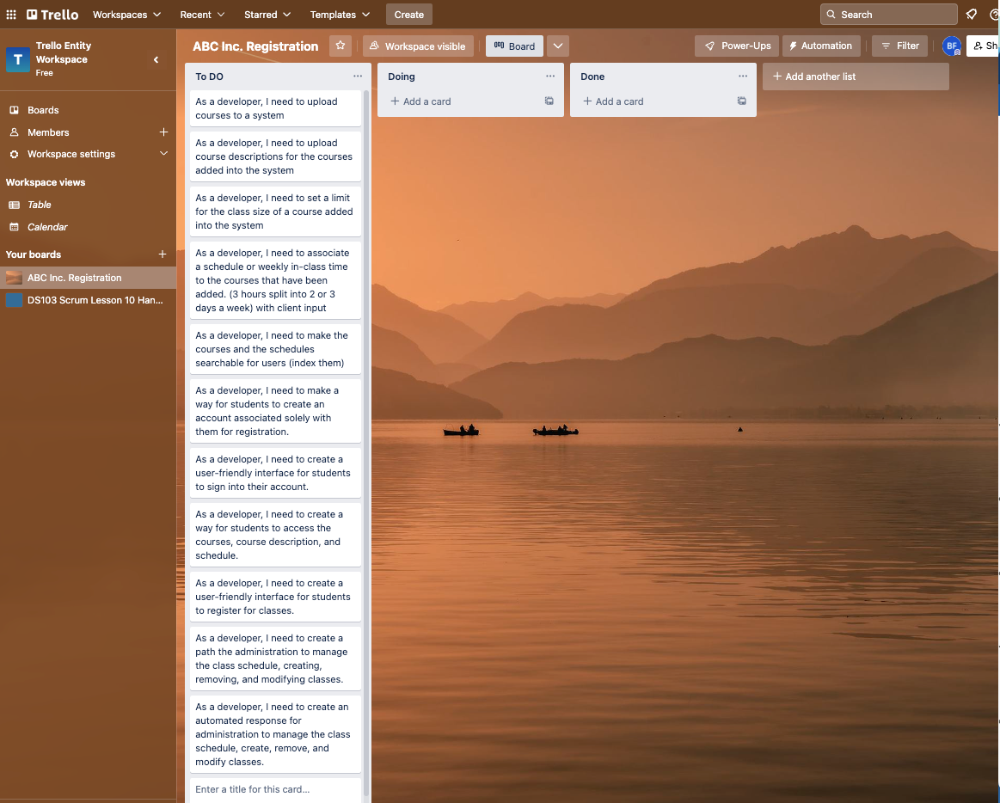 Trello Workspaces Recent Starred Templates Create Search
Trello Entity
Workspace
Free
T
ABC Inc. Registration Workspace visible Board Power-Ups Automation Filter BF Sh
Boards
Members
Workspace settings
Workspace views
Table
Calendar
Your boards
ABC Inc. Registration
DS103 Scrum Lesson 10 Han...
To DO
As a developer, I need to upload
courses to a system
As a developer, I need to upload
course descriptions for the courses
added into the system
As a developer, I need to set a limit
for the class size of a course added
into the system
As a developer, I need to associate
a schedule or weekly in-class time
to the courses that have been
added. (3 hours split into 2 or 3
days a week) with client input
As a developer, I need to make the
courses and the schedules
searchable for users (index them)
As a developer, I need to make a
way for students to create an
account associated solely with
them for registration.
As a developer, I need to create a
user-friendly interface for students
to sign into their account.
As a developer, I need to create a
way for students to access the
courses, course description, and
schedule.
As a developer, I need to create a
user-friendly interface for students
to register for classes.
As a developer, I need to create a
path the administration to manage
the class schedule, creating,
removing, and modifying classes.
As a developer, I need to create an
automated response for
administration to manage the class
schedule, create, remove, and
modify classes.
Enter a title for this card...
Doing
Add a card
Done
Add a card
Add another list